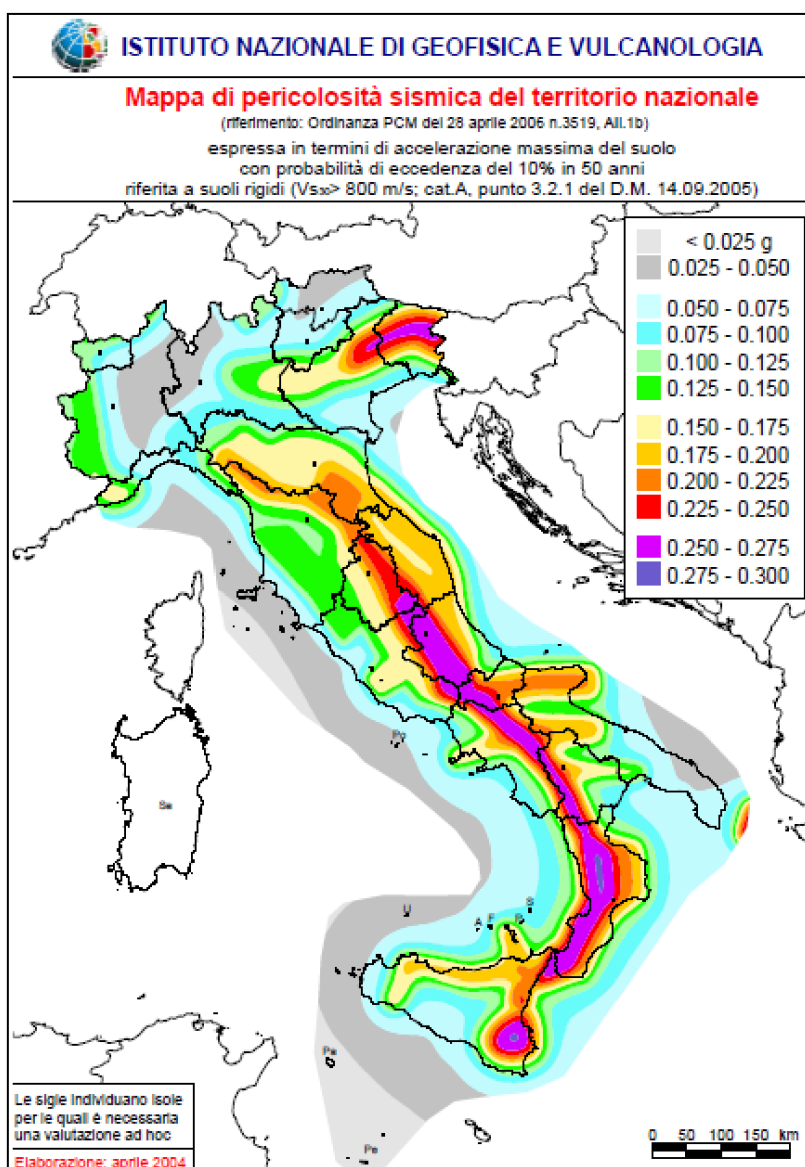 ISTITUTO NAZIONALE DI GEOFISICA E VULCANOLOGIA
Mappa di pericolosità sismica del territorio nazionale
(riferimento: Ordinanza PCM del 28 aprile 2006 n.3519, All.1b)
espressa in termini di accelerazione massima del suolo
con probabilità di eccedenza del 10% in 50 anni
riferita a suoli rigidi (Vs₃₀> 800 m/s; cat.A, punto 3.2.1 del D.M. 14.09.2005)
< 0.025 g
0.025 - 0.050
0.050 - 0.075
0.075 - 0.100
0.100 - 0.125
0.125 - 0.150
0.150 - 0.175
0.175 - 0.200
0.200 - 0.225
0.225 - 0.250
0.250 - 0.275
0.275 - 0.300
Po
Sa
U
A
F
S
Pa
Pe
Le sigle individuano isole
per le quali è necessaria
una valutazione ad hoc
Elaborazione: aprile 2004
0 50 100 150 km